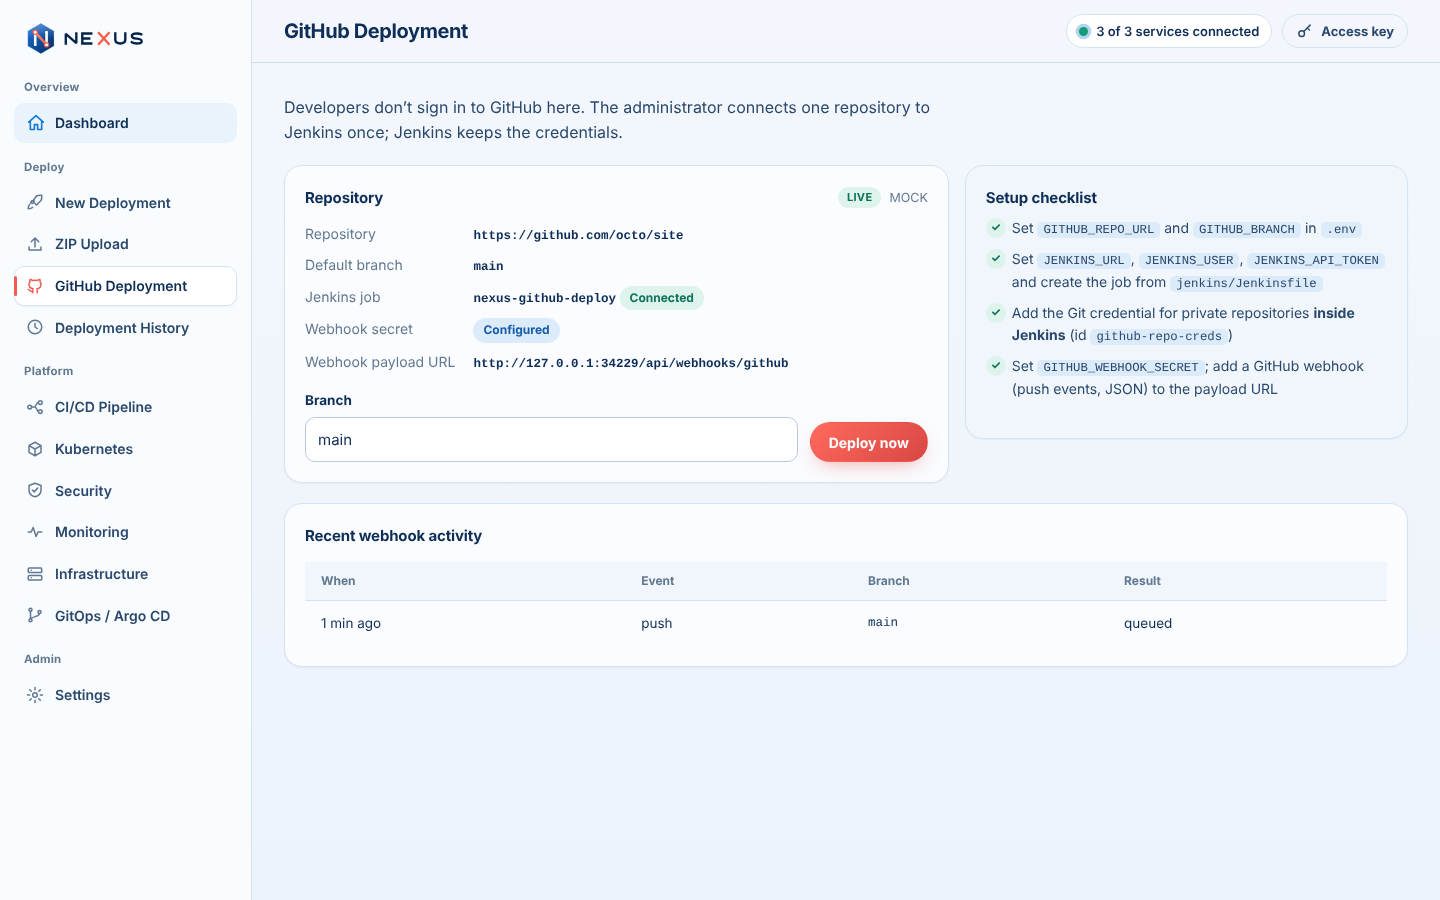 NEXUS
Overview
Dashboard
Deploy
New Deployment
ZIP Upload
GitHub Deployment
Deployment History
Platform
CI/CD Pipeline
Kubernetes
Security
Monitoring
Infrastructure
GitOps / Argo CD
Admin
Settings
GitHub Deployment
3 of 3 services connected
Access key
Developers don’t sign in to GitHub here. The administrator connects one repository to
Jenkins once; Jenkins keeps the credentials.
Repository
LIVE MOCK
Repository https://github.com/octo/site
Default branch main
Jenkins job nexus-github-deploy Connected
Webhook secret Configured
Webhook payload URL http://127.0.0.1:34229/api/webhooks/github
Branch
main
Deploy now
Setup checklist
Set GITHUB_REPO_URL and GITHUB_BRANCH in .env
Set JENKINS_URL, JENKINS_USER, JENKINS_API_TOKEN
and create the job from jenkins/Jenkinsfile
Add the Git credential for private repositories inside
Jenkins (id github-repo-creds)
Set GITHUB_WEBHOOK_SECRET; add a GitHub webhook
(push events, JSON) to the payload URL
Recent webhook activity
When Event Branch Result
1 min ago push main queued